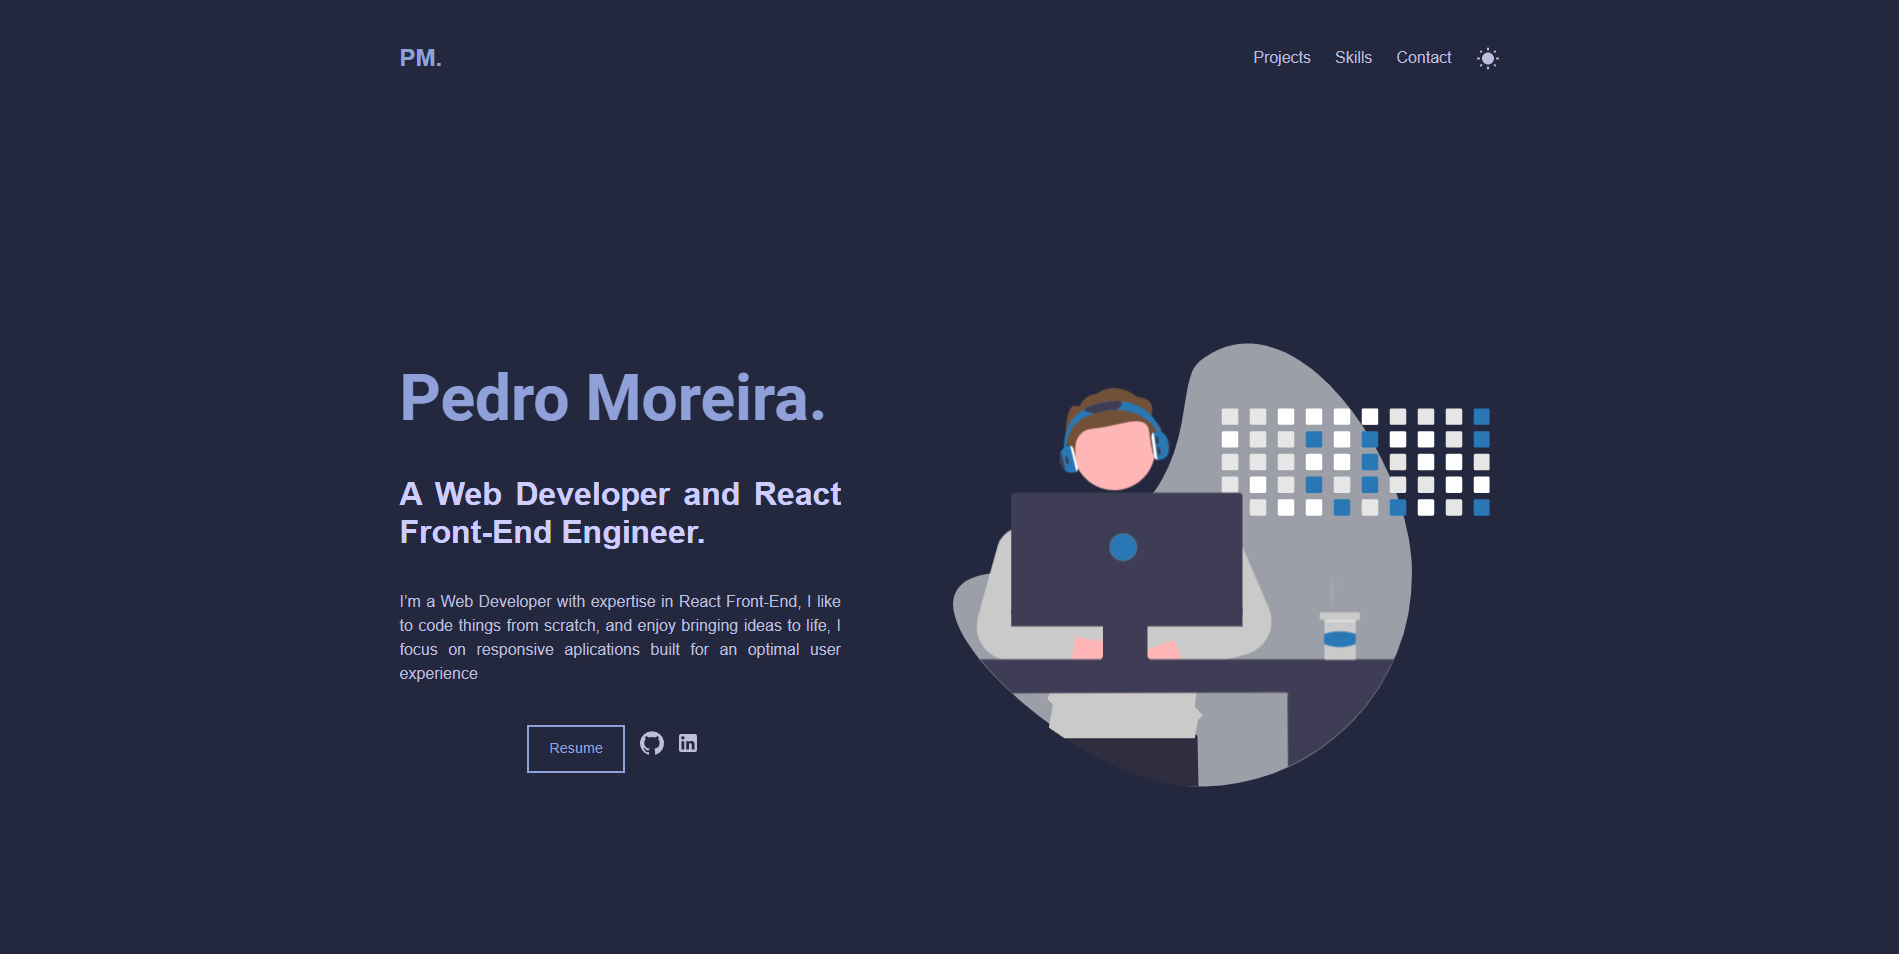 PM.
Projects Skills Contact
Pedro Moreira.
A Web Developer and React
Front-End Engineer.
I’m a Web Developer with expertise in React Front-End, I like
to code things from scratch, and enjoy bringing ideas to life, I
focus on responsive aplications built for an optimal user
experience
Resume
in